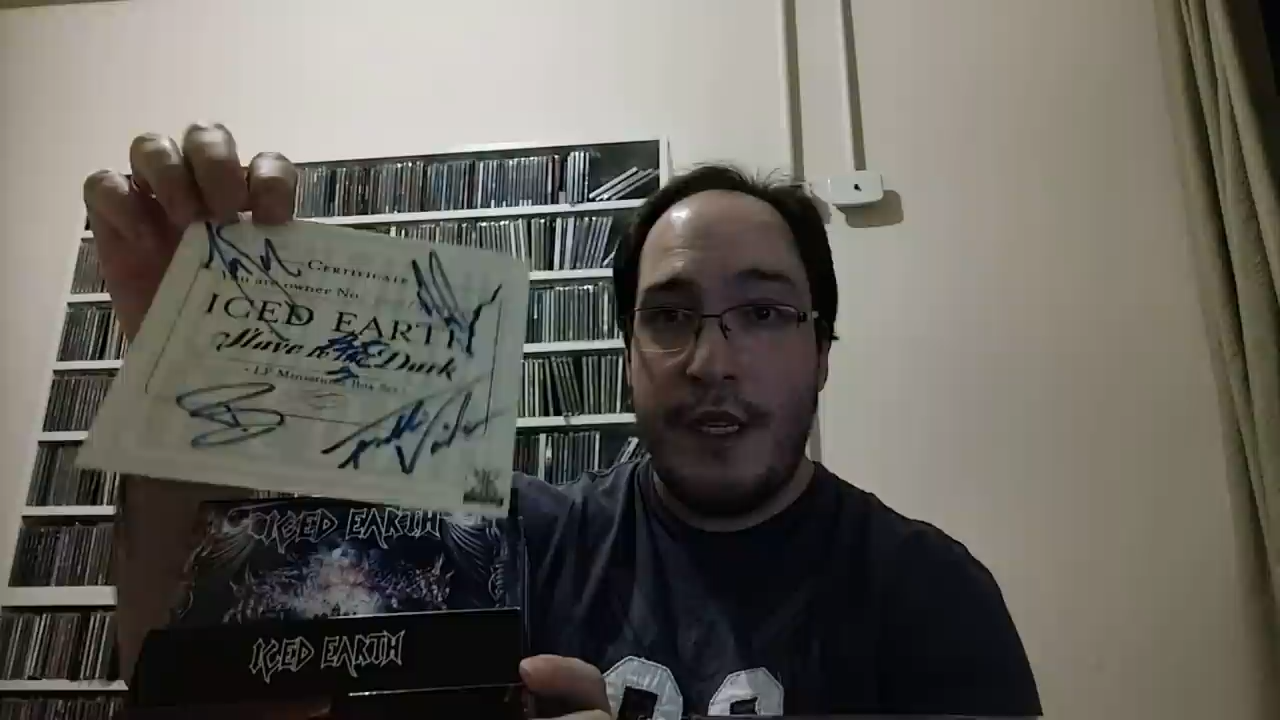 CERTIFICATE
You are owner No.
ICED EARTH
Slave to the Dark
- LP Miniature Box Set -
ICED EARTH
ICED EARTH